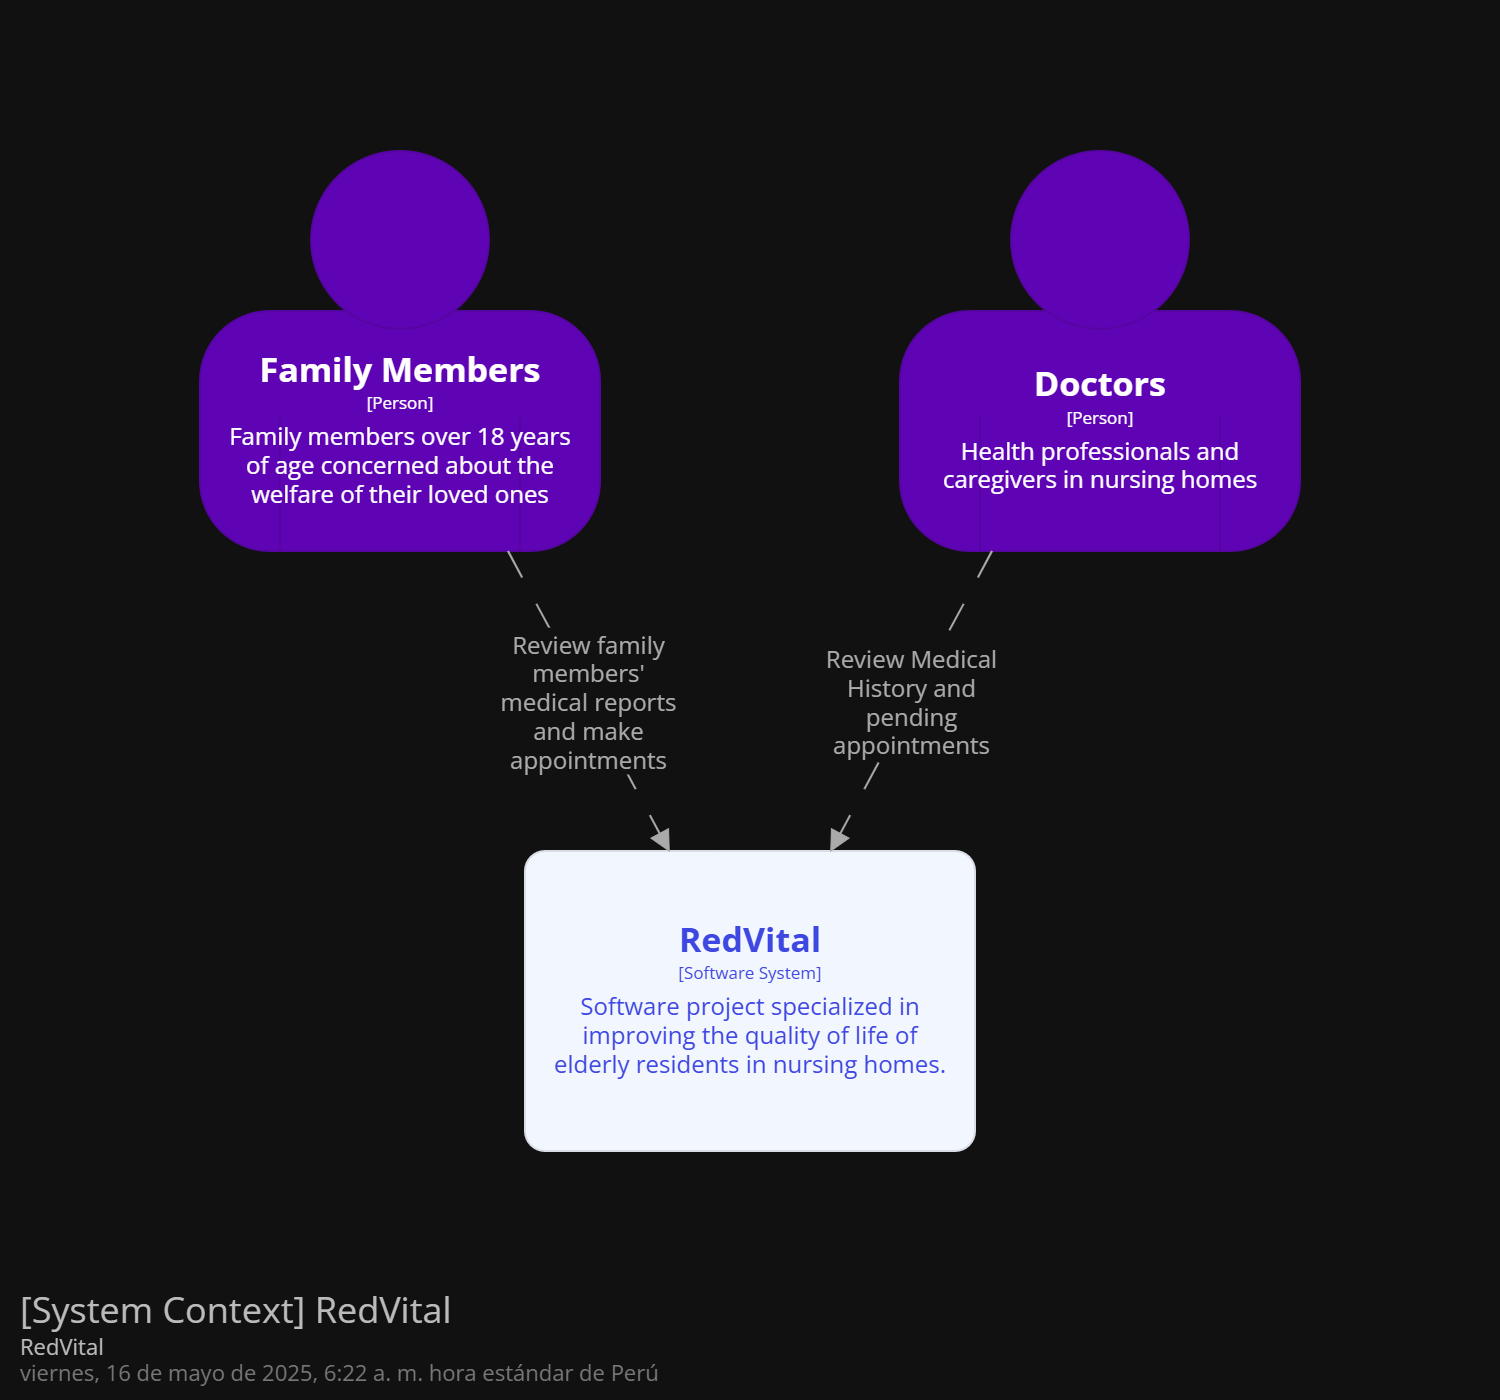 Family Members
[Person]
Family members over 18 years
of age concerned about the
welfare of their loved ones
Doctors
[Person]
Health professionals and
caregivers in nursing homes
Review family
members'
medical reports
and make
appointments
Review Medical
History and
pending
appointments
RedVital
[Software System]
Software project specialized in
improving the quality of life of
elderly residents in nursing homes.
[System Context] RedVital
RedVital
viernes, 16 de mayo de 2025, 6:22 a. m. hora estándar de Perú